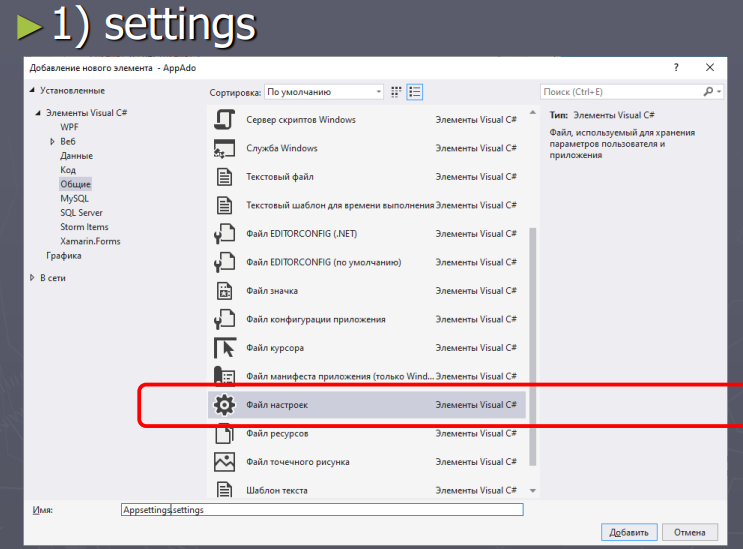 1) settings
Добавление нового элемента - AppAdo
? ×
Установленные
Сортировка: По умолчанию
Поиск (Ctrl+E)
Элементы Visual C#
WPF
Веб
Данные
Код
Общие
MySQL
SQL Server
Storm Items
Xamarin.Forms
Графика
В сети
Сервер скриптов Windows Элементы Visual C#
Служба Windows Элементы Visual C#
Текстовый файл Элементы Visual C#
Текстовый шаблон для времени выполнения Элементы Visual C#
Файл EDITORCONFIG (.NET) Элементы Visual C#
Файл EDITORCONFIG (по умолчанию) Элементы Visual C#
Файл значка Элементы Visual C#
Файл конфигурации приложения Элементы Visual C#
Файл курсора Элементы Visual C#
Файл манифеста приложения (только Wind... Элементы Visual C#
Файл настроек Элементы Visual C#
Файл ресурсов Элементы Visual C#
Файл точечного рисунка Элементы Visual C#
Шаблон текста Элементы Visual C#
Тип: Элементы Visual C#
Файл, используемый для хранения
параметров пользователя и
приложения
Имя: Appsettings.settings
Добавить Отмена